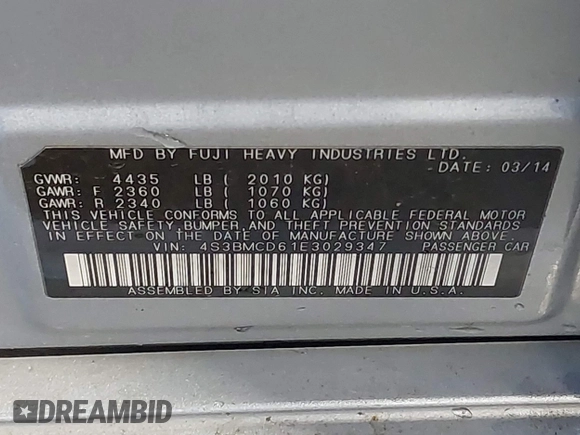 MFD BY FUJI HEAVY INDUSTRIES LTD.
DATE: 03/14
GVWR: 4435 LB ( 2010 KG)
GAWR: F 2360 LB ( 1070 KG)
GAWR: R 2340 LB ( 1060 KG)
THIS VEHICLE CONFORMS TO ALL APPLICABLE FEDERAL MOTOR
VEHICLE SAFETY,BUMPER,AND THEFT PREVENTION STANDARDS
IN EFFECT ON THE DATE OF MANUFACTURE SHOWN ABOVE.
VIN: 4S3BMCD61E3029347 PASSENGER CAR
ASSEMBLED BY SIA INC. MADE IN U.S.A.
DREAMBID